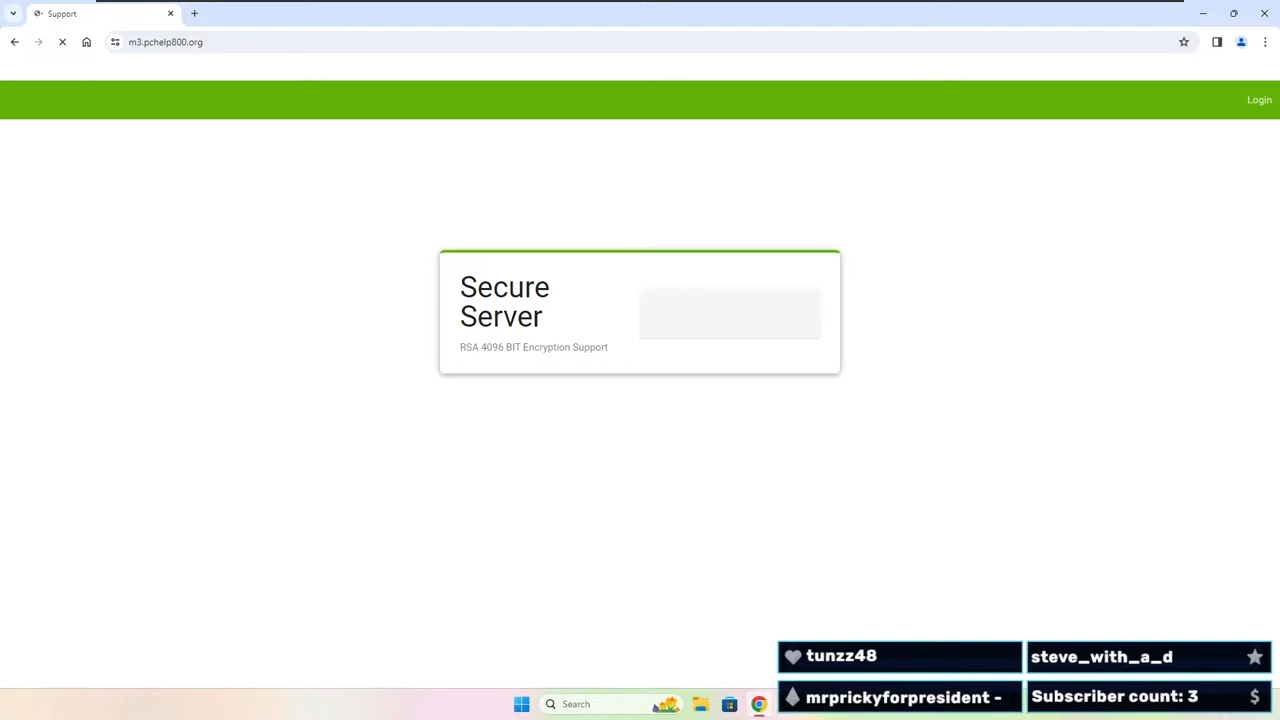 Support
m3.pchelp800.org
Login
Secure
Server
RSA 4096 BIT Encryption Support
tunzz48
steve_with_a_d
mrprickyforpresident -
Subscriber count: 3
$
Search